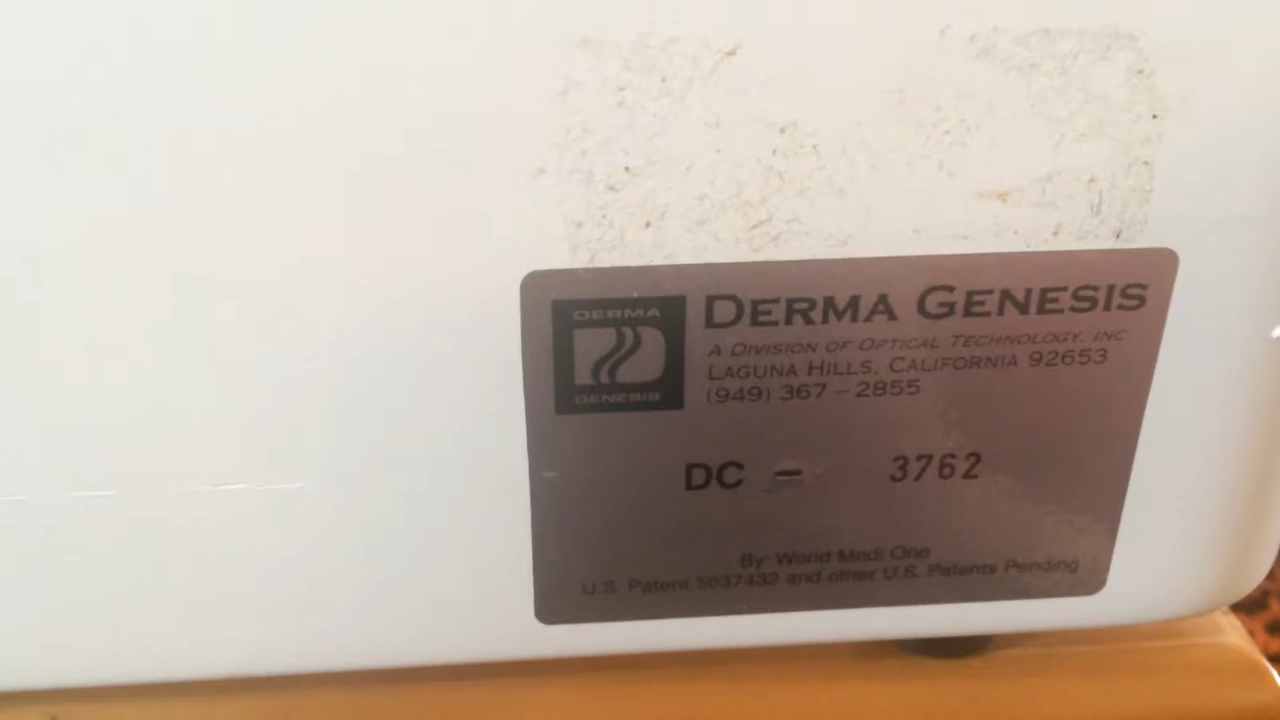 DERMA
GENESIS
DERMA GENESIS
A DIVISION OF OPTICAL TECHNOLOGY, INC
LAGUNA HILLS, CALIFORNIA 92653
(949) 367-2855
DC - 3762
By: World Medi One
U.S. Patent 5037432 and other U.S. Patents Pending